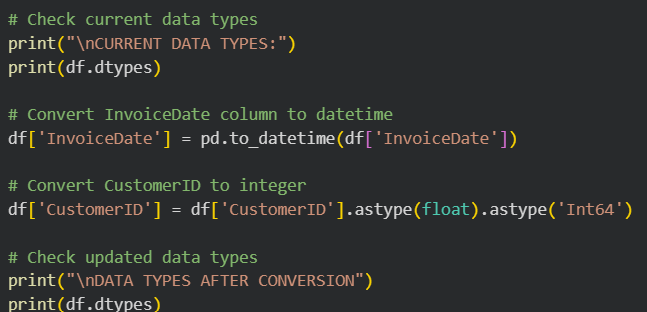 # Check current data types
print("\nCURRENT DATA TYPES:")
print(df.dtypes)
# Convert InvoiceDate column to datetime
df['InvoiceDate'] = pd.to_datetime(df['InvoiceDate'])
# Convert CustomerID to integer
df['CustomerID'] = df['CustomerID'].astype(float).astype('Int64')
# Check updated data types
print("\nDATA TYPES AFTER CONVERSION")
print(df.dtypes)